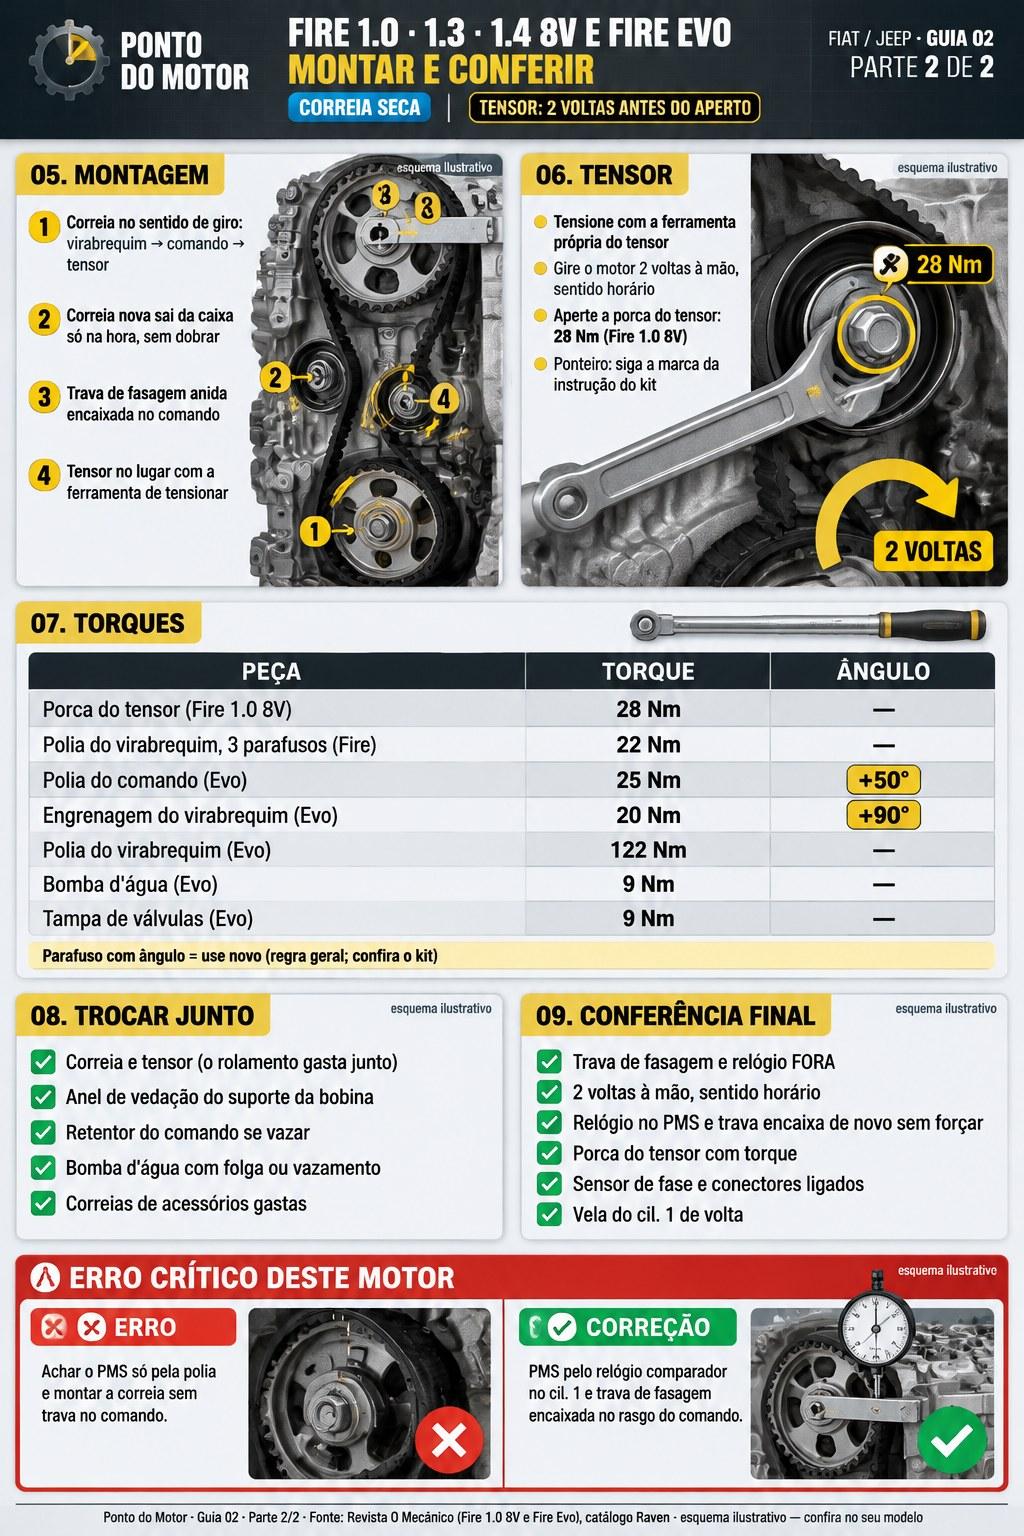 PONTO
DO MOTOR
FIRE 1.0 · 1.3 · 1.4 8V E FIRE EVO
MONTAR E CONFERIR
CORREIA SECA
TENSOR: 2 VOLTAS ANTES DO APERTO
FIAT / JEEP · GUIA 02
PARTE 2 DE 2
05. MONTAGEM
esquema ilustrativo
1
Correia no sentido de giro:
virabrequim → comando →
tensor
2
Correia nova sai da caixa
só na hora, sem dobrar
3
Trava de fasagem anida
encaixada no comando
4
Tensor no lugar com a
ferramenta de tensionar
3
2
4
1
06. TENSOR
esquema ilustrativo
Tensione com a ferramenta
própria do tensor
Gire o motor 2 voltas à mão,
sentido horário
Aperte a porca do tensor:
28 Nm (Fire 1.0 8V)
Ponteiro: siga a marca da
instrução do kit
28 Nm
2 VOLTAS
07. TORQUES
PEÇA TORQUE ÂNGULO
Porca do tensor (Fire 1.0 8V) 28 Nm —
Polia do virabrequim, 3 parafusos (Fire) 22 Nm —
Polia do comando (Evo) 25 Nm +50°
Engrenagem do virabrequim (Evo) 20 Nm +90°
Polia do virabrequim (Evo) 122 Nm —
Bomba d'água (Evo) 9 Nm —
Tampa de válvulas (Evo) 9 Nm —
Parafuso com ângulo = use novo (regra geral; confira o kit)
08. TROCAR JUNTO
esquema ilustrativo
Correia e tensor (o rolamento gasta junto)
Anel de vedação do suporte da bobina
Retentor do comando se vazar
Bomba d'água com folga ou vazamento
Correias de acessórios gastas
09. CONFERÊNCIA FINAL
esquema ilustrativo
Trava de fasagem e relógio FORA
2 voltas à mão, sentido horário
Relógio no PMS e trava encaixa de novo sem forçar
Porca do tensor com torque
Sensor de fase e conectores ligados
Vela do cil. 1 de volta
ERRO CRÍTICO DESTE MOTOR
esquema ilustrativo
ERRO
Achar o PMS só pela polia
e montar a correia sem
trava no comando.
CORREÇÃO
PMS pelo relógio comparador
no cil. 1 e trava de fasagem
encaixada no rasgo do comando.
Ponto do Motor · Guia 02 · Parte 2/2 · Fonte: Revista O Mecânico (Fire 1.0 8V e Fire Evo), catálogo Raven · esquema ilustrativo — confira no seu modelo